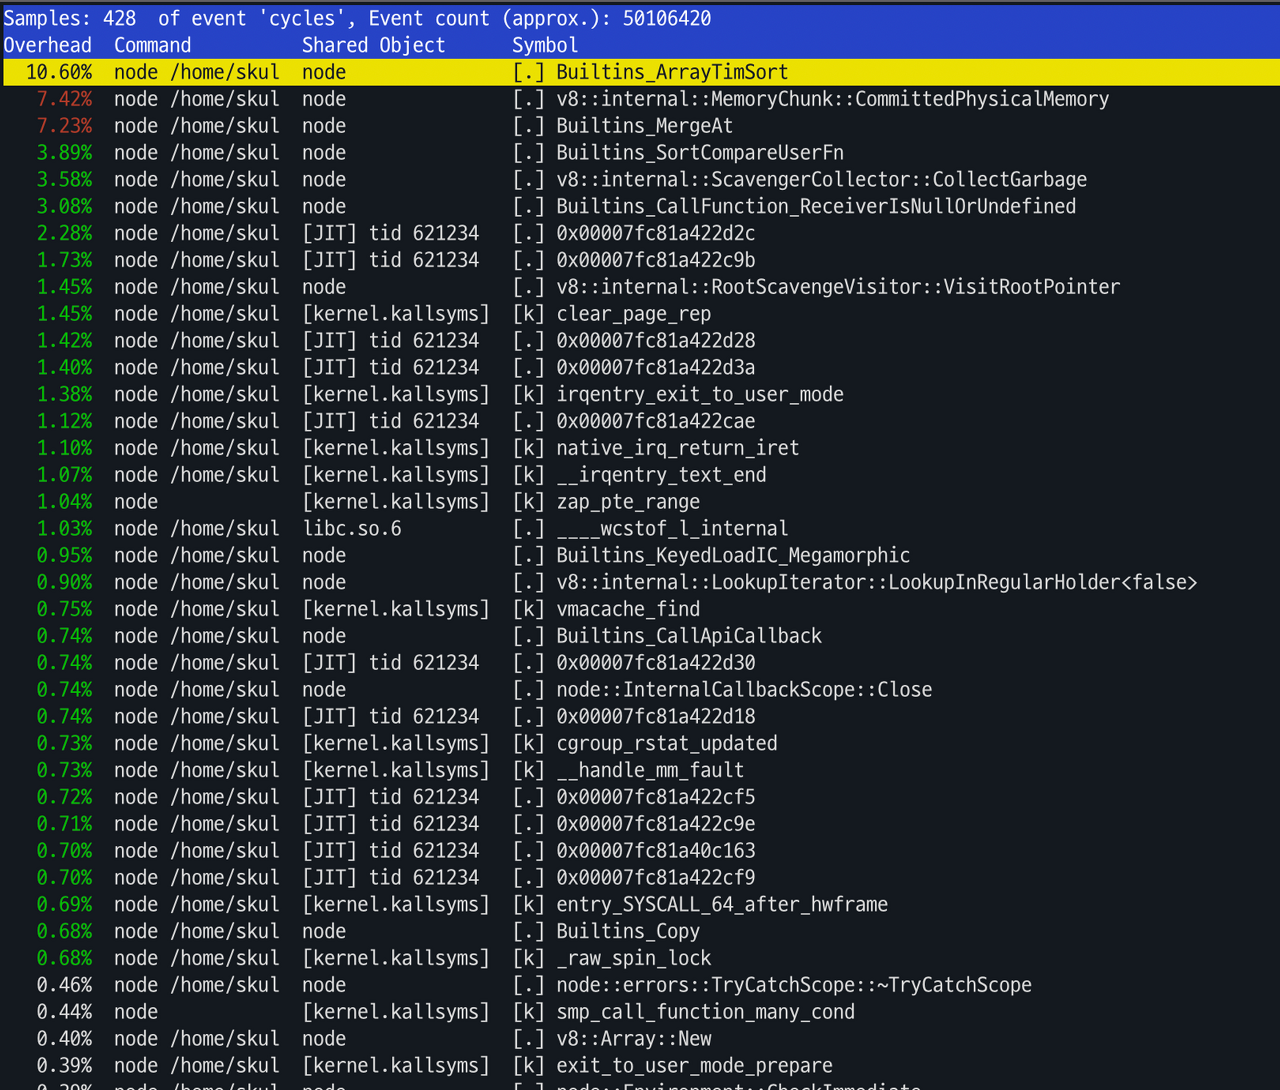 Samples: 428  of event 'cycles', Event count (approx.): 50106420
Overhead  Command          Shared Object      Symbol
10.60%  node /home/skul  node               [.] Builtins_ArrayTimSort
7.42%  node /home/skul  node               [.] v8::internal::MemoryChunk::CommittedPhysicalMemory
7.23%  node /home/skul  node               [.] Builtins_MergeAt
3.89%  node /home/skul  node               [.] Builtins_SortCompareUserFn
3.58%  node /home/skul  node               [.] v8::internal::ScavengerCollector::CollectGarbage
3.08%  node /home/skul  node               [.] Builtins_CallFunction_ReceiverIsNullOrUndefined
2.28%  node /home/skul  [JIT] tid 621234   [.] 0x00007fc81a422d2c
1.73%  node /home/skul  [JIT] tid 621234   [.] 0x00007fc81a422c9b
1.45%  node /home/skul  node               [.] v8::internal::RootScavengeVisitor::VisitRootPointer
1.45%  node /home/skul  [kernel.kallsyms]  [k] clear_page_rep
1.42%  node /home/skul  [JIT] tid 621234   [.] 0x00007fc81a422d28
1.40%  node /home/skul  [JIT] tid 621234   [.] 0x00007fc81a422d3a
1.38%  node /home/skul  [kernel.kallsyms]  [k] irqentry_exit_to_user_mode
1.12%  node /home/skul  [JIT] tid 621234   [.] 0x00007fc81a422cae
1.10%  node /home/skul  [kernel.kallsyms]  [k] native_irq_return_iret
1.07%  node /home/skul  [kernel.kallsyms]  [k] __irqentry_text_end
1.04%  node             [kernel.kallsyms]  [k] zap_pte_range
1.03%  node /home/skul  libc.so.6          [.] ____wcstof_l_internal
0.95%  node /home/skul  node               [.] Builtins_KeyedLoadIC_Megamorphic
0.90%  node /home/skul  node               [.] v8::internal::LookupIterator::LookupInRegularHolder<false>
0.75%  node /home/skul  [kernel.kallsyms]  [k] vmacache_find
0.74%  node /home/skul  node               [.] Builtins_CallApiCallback
0.74%  node /home/skul  [JIT] tid 621234   [.] 0x00007fc81a422d30
0.74%  node /home/skul  node               [.] node::InternalCallbackScope::Close
0.74%  node /home/skul  [JIT] tid 621234   [.] 0x00007fc81a422d18
0.73%  node /home/skul  [kernel.kallsyms]  [k] cgroup_rstat_updated
0.73%  node /home/skul  [kernel.kallsyms]  [k] __handle_mm_fault
0.72%  node /home/skul  [JIT] tid 621234   [.] 0x00007fc81a422cf5
0.71%  node /home/skul  [JIT] tid 621234   [.] 0x00007fc81a422c9e
0.70%  node /home/skul  [JIT] tid 621234   [.] 0x00007fc81a40c163
0.70%  node /home/skul  [JIT] tid 621234   [.] 0x00007fc81a422cf9
0.69%  node /home/skul  [kernel.kallsyms]  [k] entry_SYSCALL_64_after_hwframe
0.68%  node /home/skul  node               [.] Builtins_Copy
0.68%  node /home/skul  [kernel.kallsyms]  [k] _raw_spin_lock
0.46%  node /home/skul  node               [.] node::errors::TryCatchScope::~TryCatchScope
0.44%  node             [kernel.kallsyms]  [k] smp_call_function_many_cond
0.40%  node /home/skul  node               [.] v8::Array::New
0.39%  node /home/skul  [kernel.kallsyms]  [k] exit_to_user_mode_prepare
0.39%  node /home/skul  node               [.] node::Environment::CheckImmediate